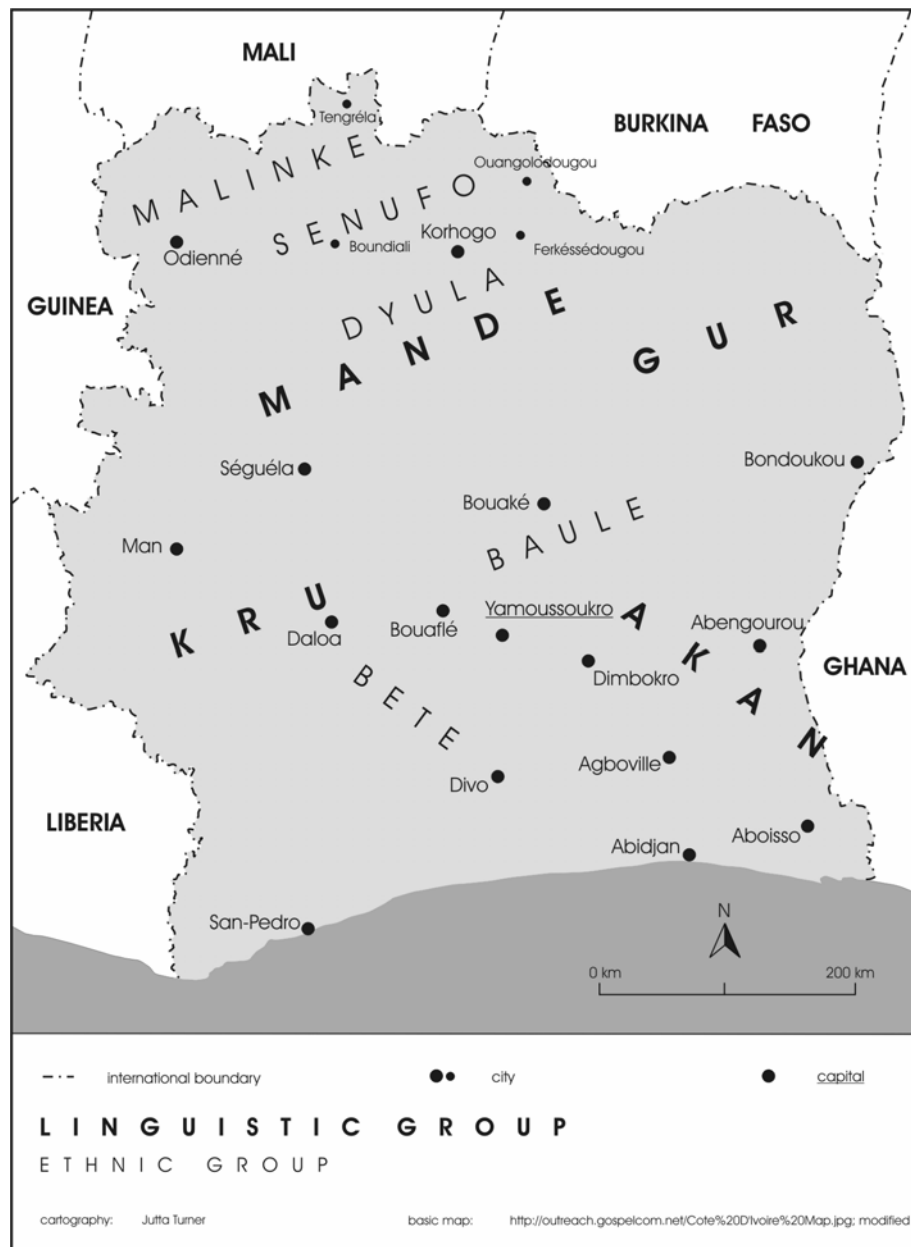 MALI
BURKINA FASO
Tengréla
MALINKE
Ouangolodougou
SENUFO
Korhogo
Ferkéssédougou
Boundiali
Odienné
GUINEA
DYULA
MANDE
GUR
Séguéla
Bondoukou
Bouaké
BAULE
Man
KRU
Daloa
Bouaflé
Yamoussoukro
AKAN
Abengourou
Dimbokro
GHANA
BETE
Divo
Agboville
LIBERIA
Abidjan
Aboisso
San-Pedro
N
0 km 200 km
international boundary city capital
LINGUISTIC GROUP
ETHNIC GROUP
cartography: Jutta Turner basic map: http://outreach.gospelcom.net/Cote%20D'Ivoire%20Map.jpg; modified